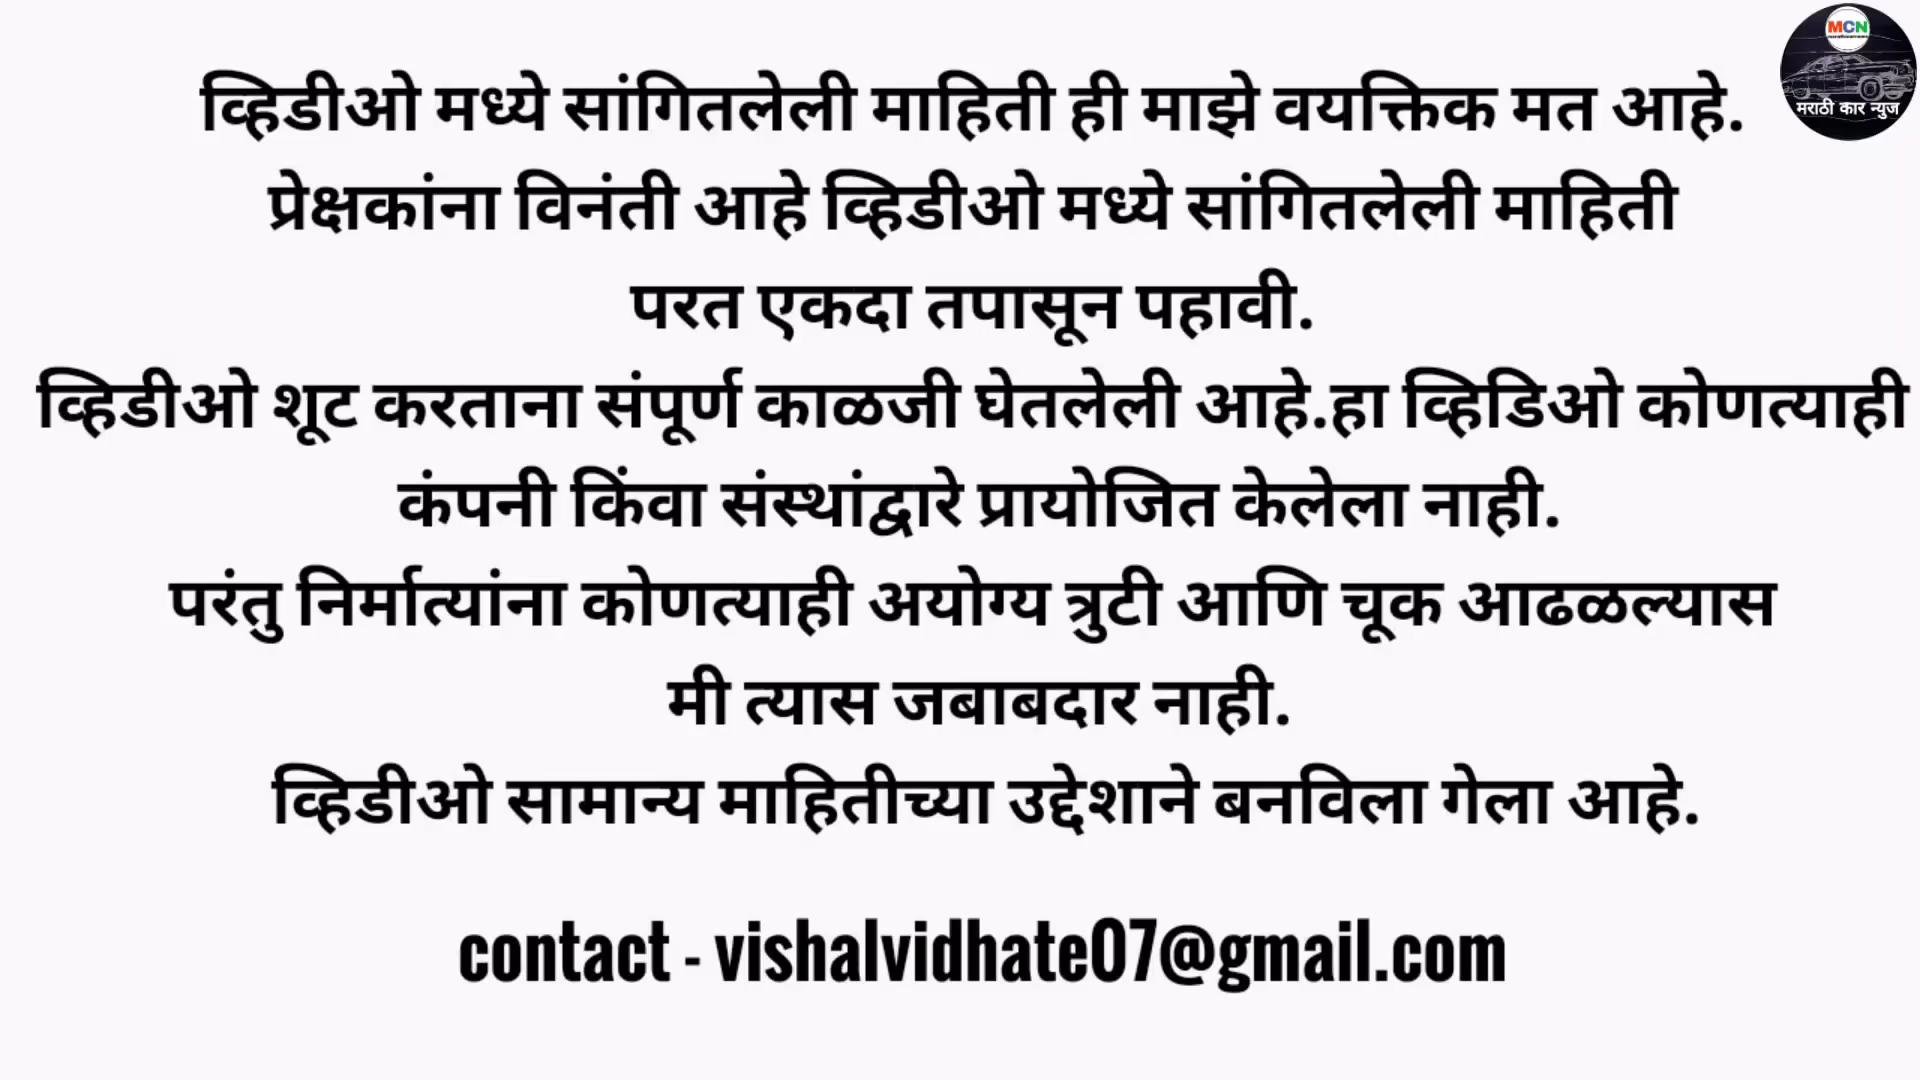 MCN
मराठी कार न्युज
व्हिडीओ मध्ये सांगितलेली माहिती ही माझे वयक्तिक मत आहे.
प्रेक्षकांना विनंती आहे व्हिडीओ मध्ये सांगितलेली माहिती
परत एकदा तपासून पहावी.
व्हिडीओ शूट करताना संपूर्ण काळजी घेतलेली आहे.हा व्हिडिओ कोणत्याही
कंपनी किंवा संस्थांद्वारे प्रायोजित केलेला नाही.
परंतु निर्मात्यांना कोणत्याही अयोग्य त्रुटी आणि चूक आढळल्यास
मी त्यास जबाबदार नाही.
व्हिडीओ सामान्य माहितीच्या उद्देशाने बनविला गेला आहे.
contact - vishalvidhate07@gmail.com